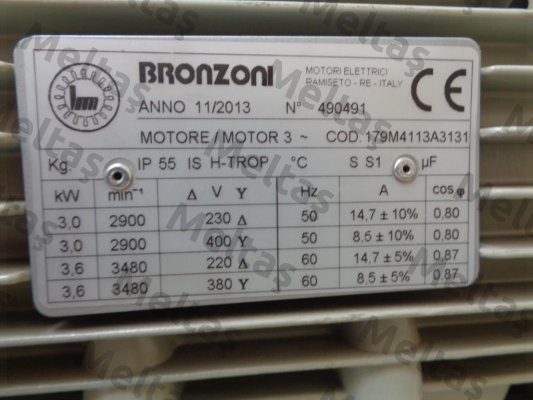 BRONZONI
MOTORI ELETTRICI
RAMISETO - RE - ITALY
CE
bm
ANNO 11/2013 N° 490491
MOTORE / MOTOR 3 ~ COD. 179M4113A3131
Kg. IP 55 IS H-TROP °C S S1 µF
kW min⁻¹ Δ V Y Hz A cosφ
3,0 2900 230 Δ 50 14,7 ± 10% 0,80
3,0 2900 400 Y 50 8,5 ± 10% 0,80
3,6 3480 220 Δ 60 14,7 ± 5% 0,87
3,6 3480 380 Y 60 8,5 ± 5% 0,87
Meltaş